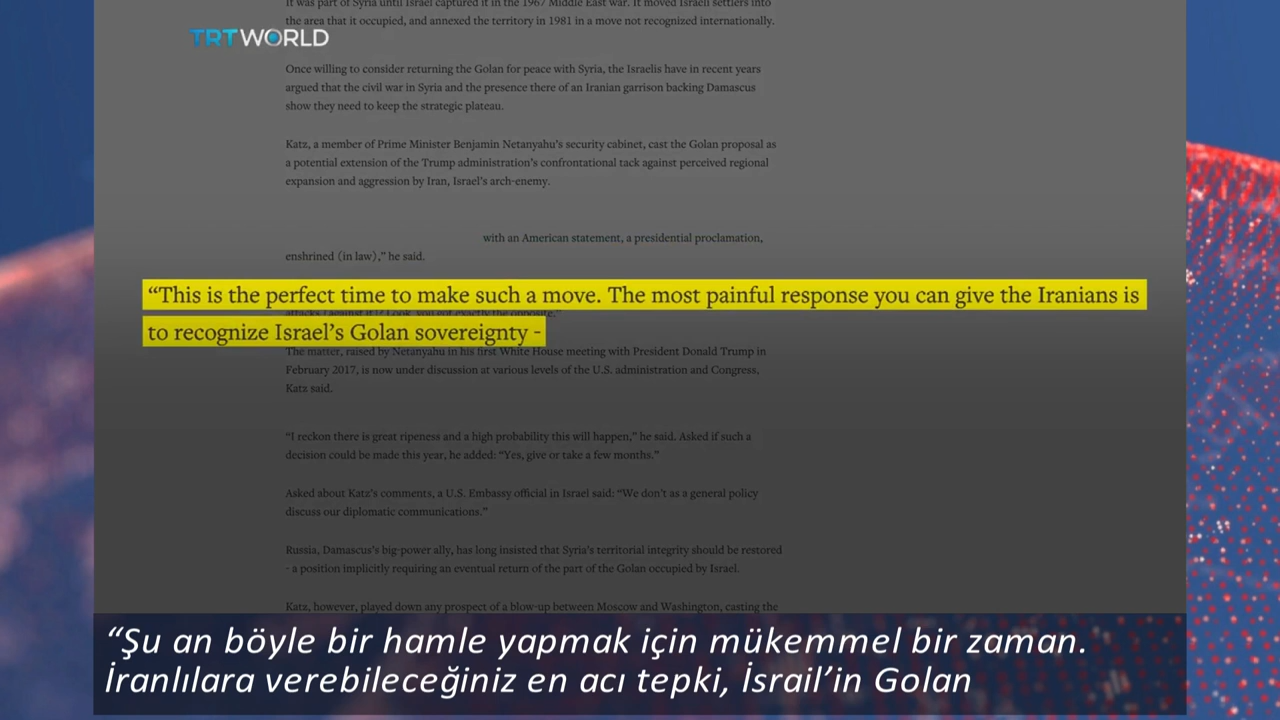 It was part of Syria until Israel captured it in the 1967 Middle East war. It moved Israeli settlers into
the area that it occupied, and annexed the territory in 1981 in a move not recognized internationally.
TRTWORLD
Once willing to consider returning the Golan for peace with Syria, the Israelis have in recent years
argued that the civil war in Syria and the presence there of an Iranian garrison backing Damascus
show they need to keep the strategic plateau.
Katz, a member of Prime Minister Benjamin Netanyahu’s security cabinet, cast the Golan proposal as
a potential extension of the Trump administration’s confrontational tack against perceived regional
expansion and aggression by Iran, Israel’s arch-enemy.
with an American statement, a presidential proclamation,
enshrined (in law),” he said.
“This is the perfect time to make such a move. The most painful response you can give the Iranians is
attacks (against it)? Look, you got exactly the opposite.”
to recognize Israel’s Golan sovereignty -
The matter, raised by Netanyahu in his first White House meeting with President Donald Trump in
February 2017, is now under discussion at various levels of the U.S. administration and Congress,
Katz said.
“I reckon there is great ripeness and a high probability this will happen,” he said. Asked if such a
decision could be made this year, he added: “Yes, give or take a few months.”
Asked about Katz’s comments, a U.S. Embassy official in Israel said: “We don’t as a general policy
discuss our diplomatic communications.”
Russia, Damascus’s big-power ally, has long insisted that Syria’s territorial integrity should be restored
- a position implicitly requiring an eventual return of the part of the Golan occupied by Israel.
Katz, however, played down any prospect of a blow-up between Moscow and Washington, casting the
“Şu an böyle bir hamle yapmak için mükemmel bir zaman.
İranlılara verebileceğiniz en acı tepki, İsrail’in Golan